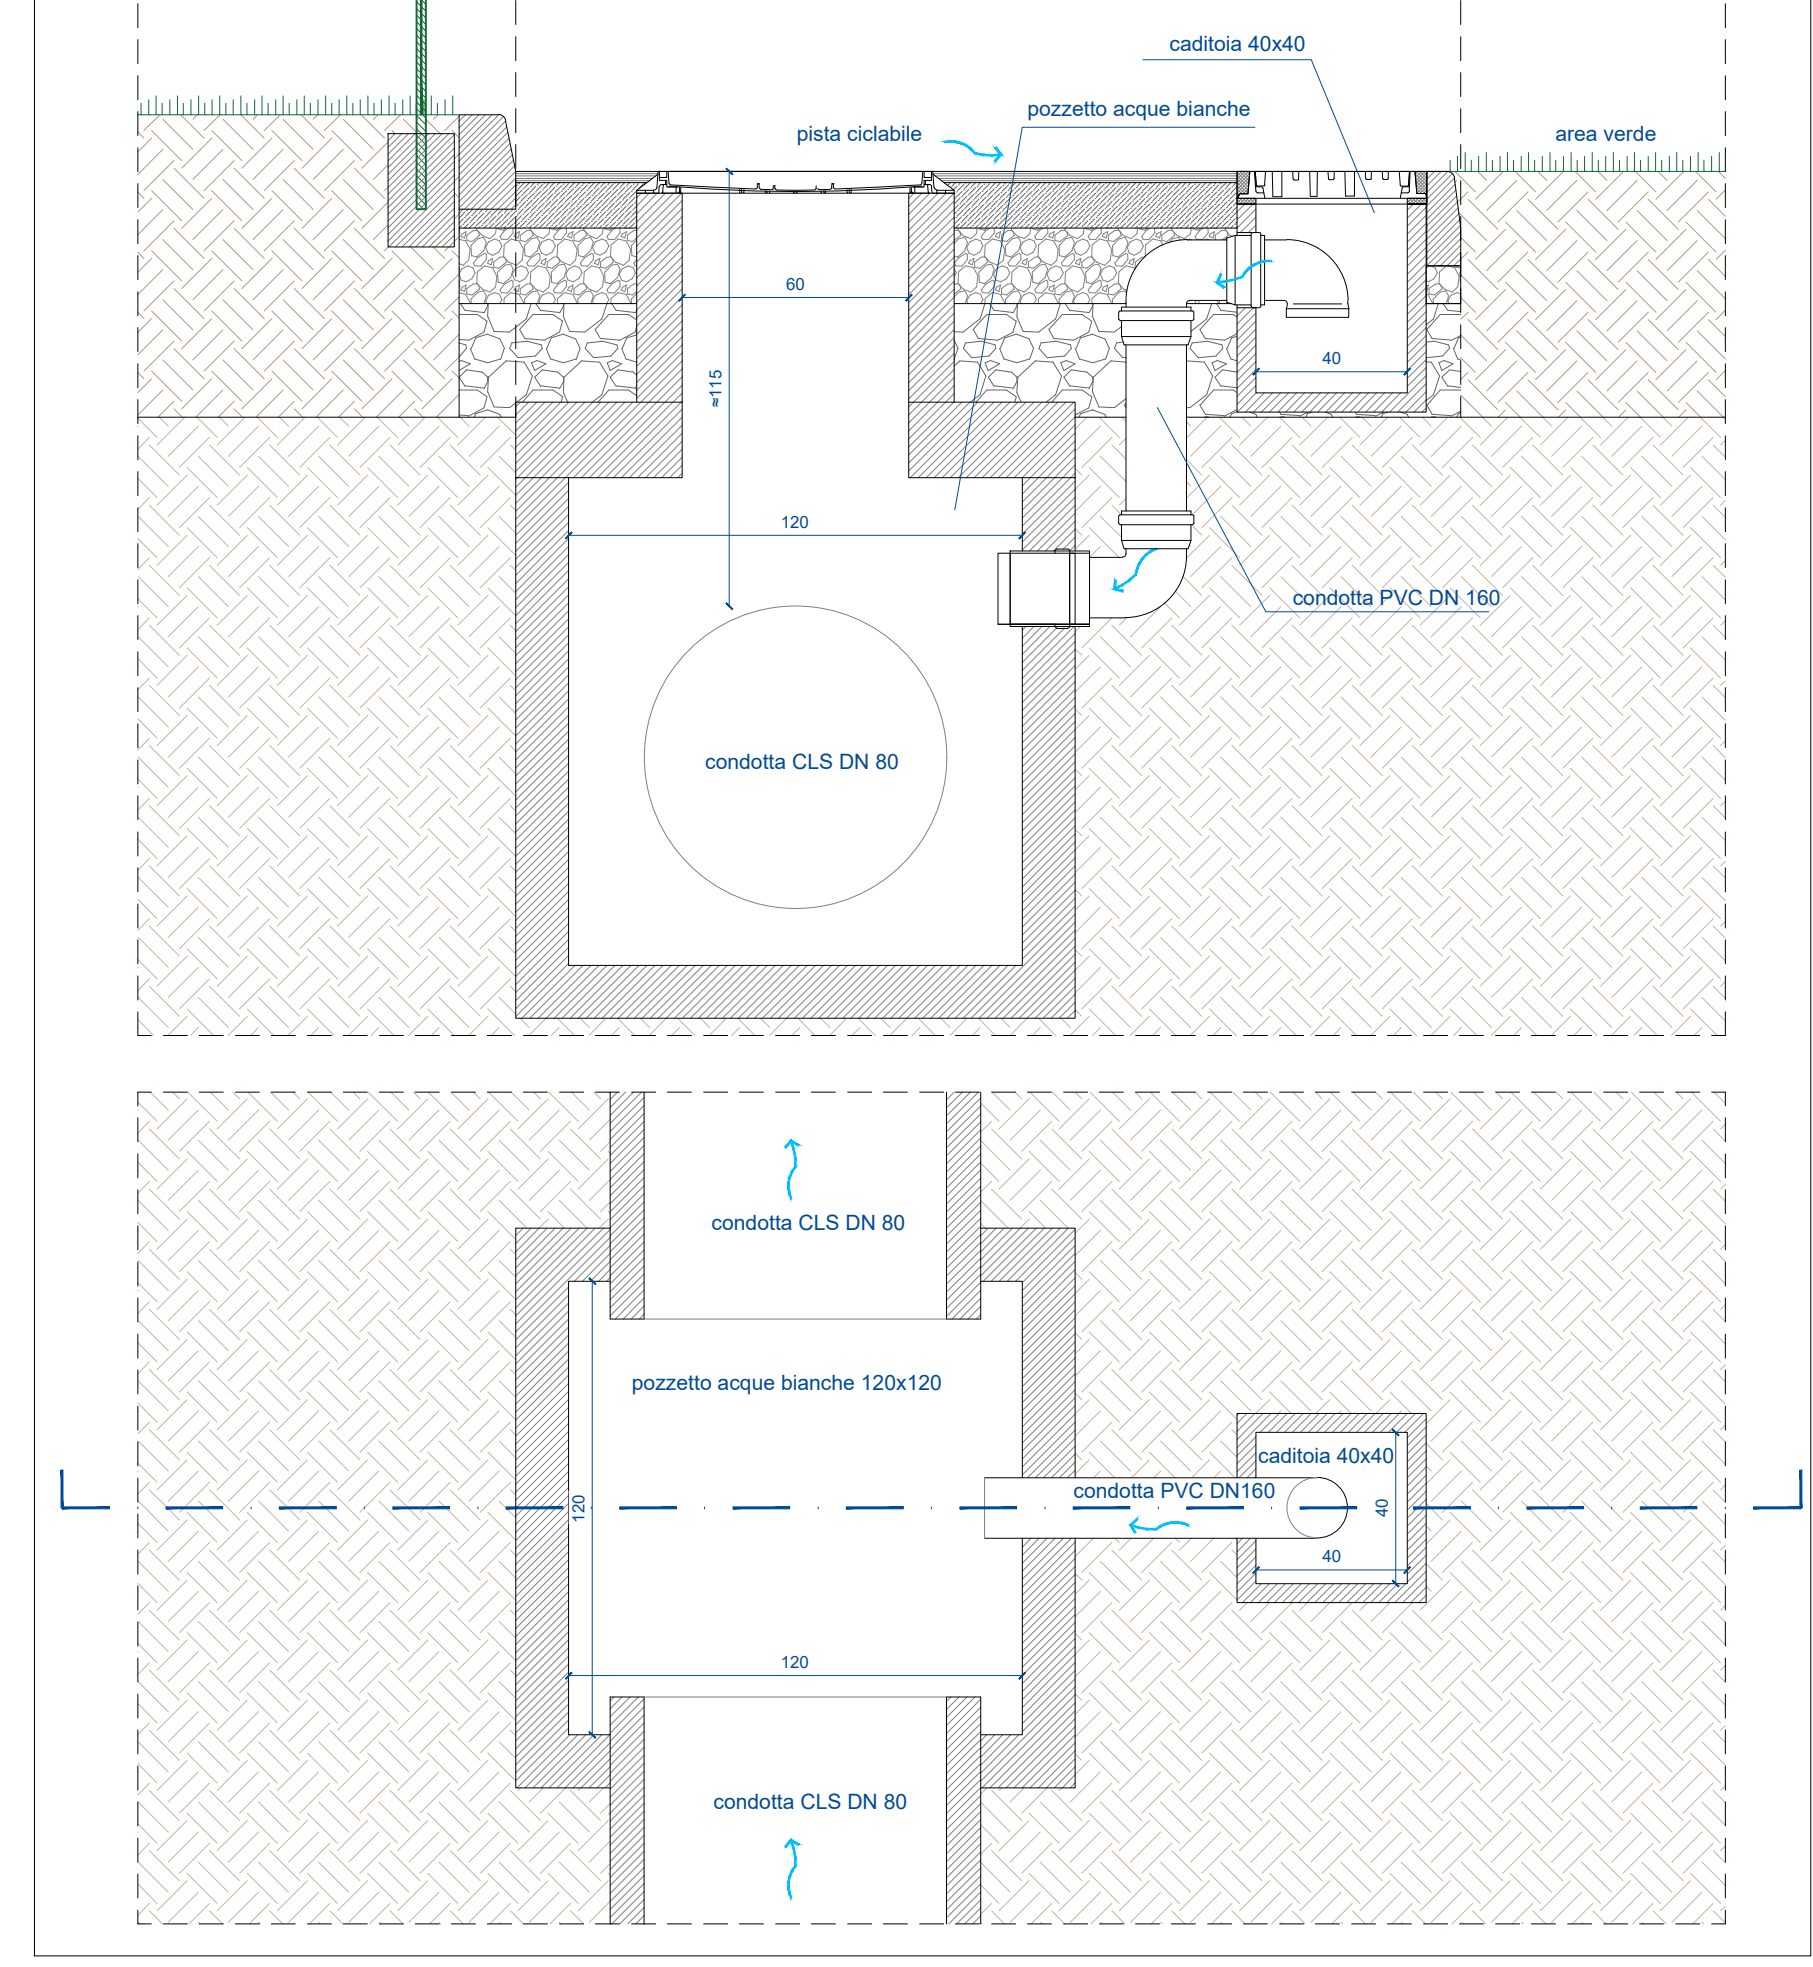 caditoia 40x40
pozzetto acque bianche
pista ciclabile
area verde
60
40
≈115
120
condotta PVC DN 160
condotta CLS DN 80
condotta CLS DN 80
pozzetto acque bianche 120x120
caditoia 40x40
condotta PVC DN160
120
40
40
120
condotta CLS DN 80